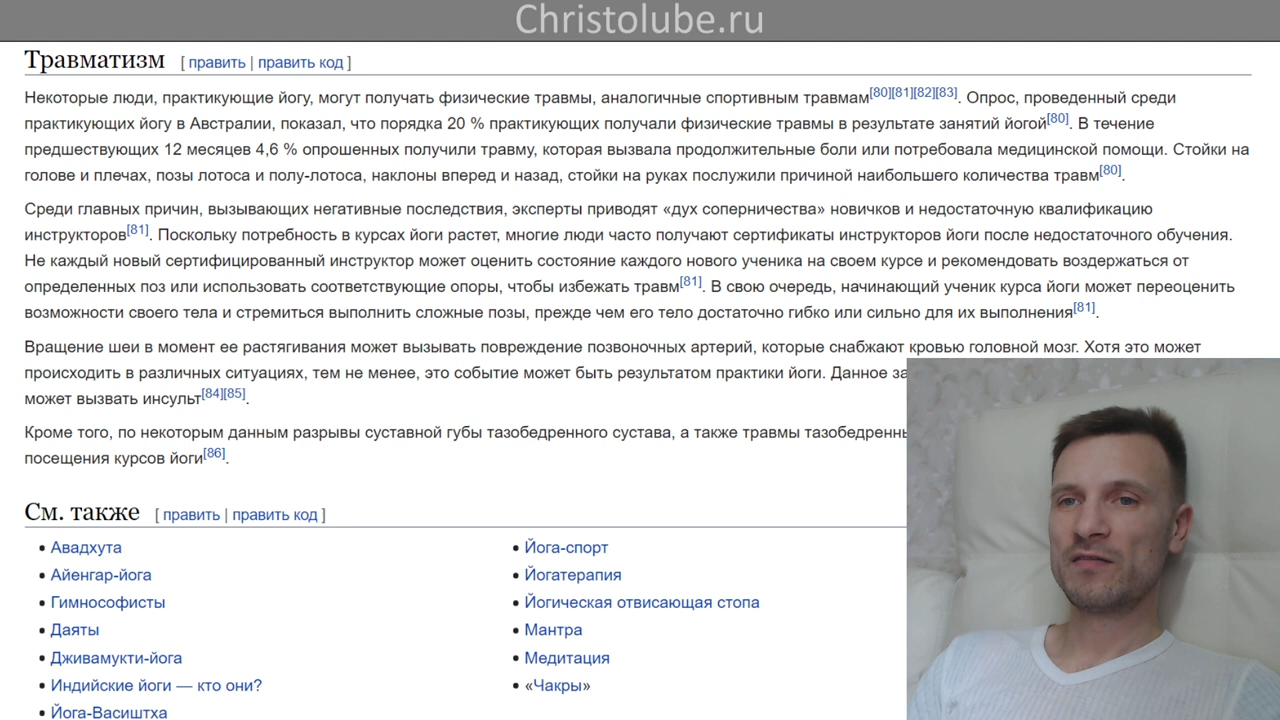 Christolube.ru
Травматизм [ править | править код ]
Некоторые люди, практикующие йогу, могут получать физические травмы, аналогичные спортивным травмам[80][81][82][83]. Опрос, проведенный среди
практикующих йогу в Австралии, показал, что порядка 20 % практикующих получали физические травмы в результате занятий йогой[80]. В течение
предшествующих 12 месяцев 4,6 % опрошенных получили травму, которая вызвала продолжительные боли или потребовала медицинской помощи. Стойки на
голове и плечах, позы лотоса и полу-лотоса, наклоны вперед и назад, стойки на руках послужили причиной наибольшего количества травм[80].
Среди главных причин, вызывающих негативные последствия, эксперты приводят «дух соперничества» новичков и недостаточную квалификацию
инструкторов[81]. Поскольку потребность в курсах йоги растет, многие люди часто получают сертификаты инструкторов йоги после недостаточного обучения.
Не каждый новый сертифицированный инструктор может оценить состояние каждого нового ученика на своем курсе и рекомендовать воздержаться от
определенных поз или использовать соответствующие опоры, чтобы избежать травм[81]. В свою очередь, начинающий ученик курса йоги может переоценить
возможности своего тела и стремиться выполнить сложные позы, прежде чем его тело достаточно гибко или сильно для их выполнения[81].
Вращение шеи в момент ее растягивания может вызывать повреждение позвоночных артерий, которые снабжают кровью головной мозг. Хотя это может
происходить в различных ситуациях, тем не менее, это событие может быть результатом практики йоги. Данное за
может вызвать инсульт[84][85].
Кроме того, по некоторым данным разрывы суставной губы тазобедренного сустава, а также травмы тазобедренны
посещения курсов йоги[86].
См. также [ править | править код ]
• Авадхута
• Айенгар-йога
• Гимнософисты
• Даяты
• Дживамукти-йога
• Индийские йоги — кто они?
• Йога-Васиштха
• Йога-спорт
• Йогатерапия
• Йогическая отвисающая стопа
• Мантра
• Медитация
• «Чакры»